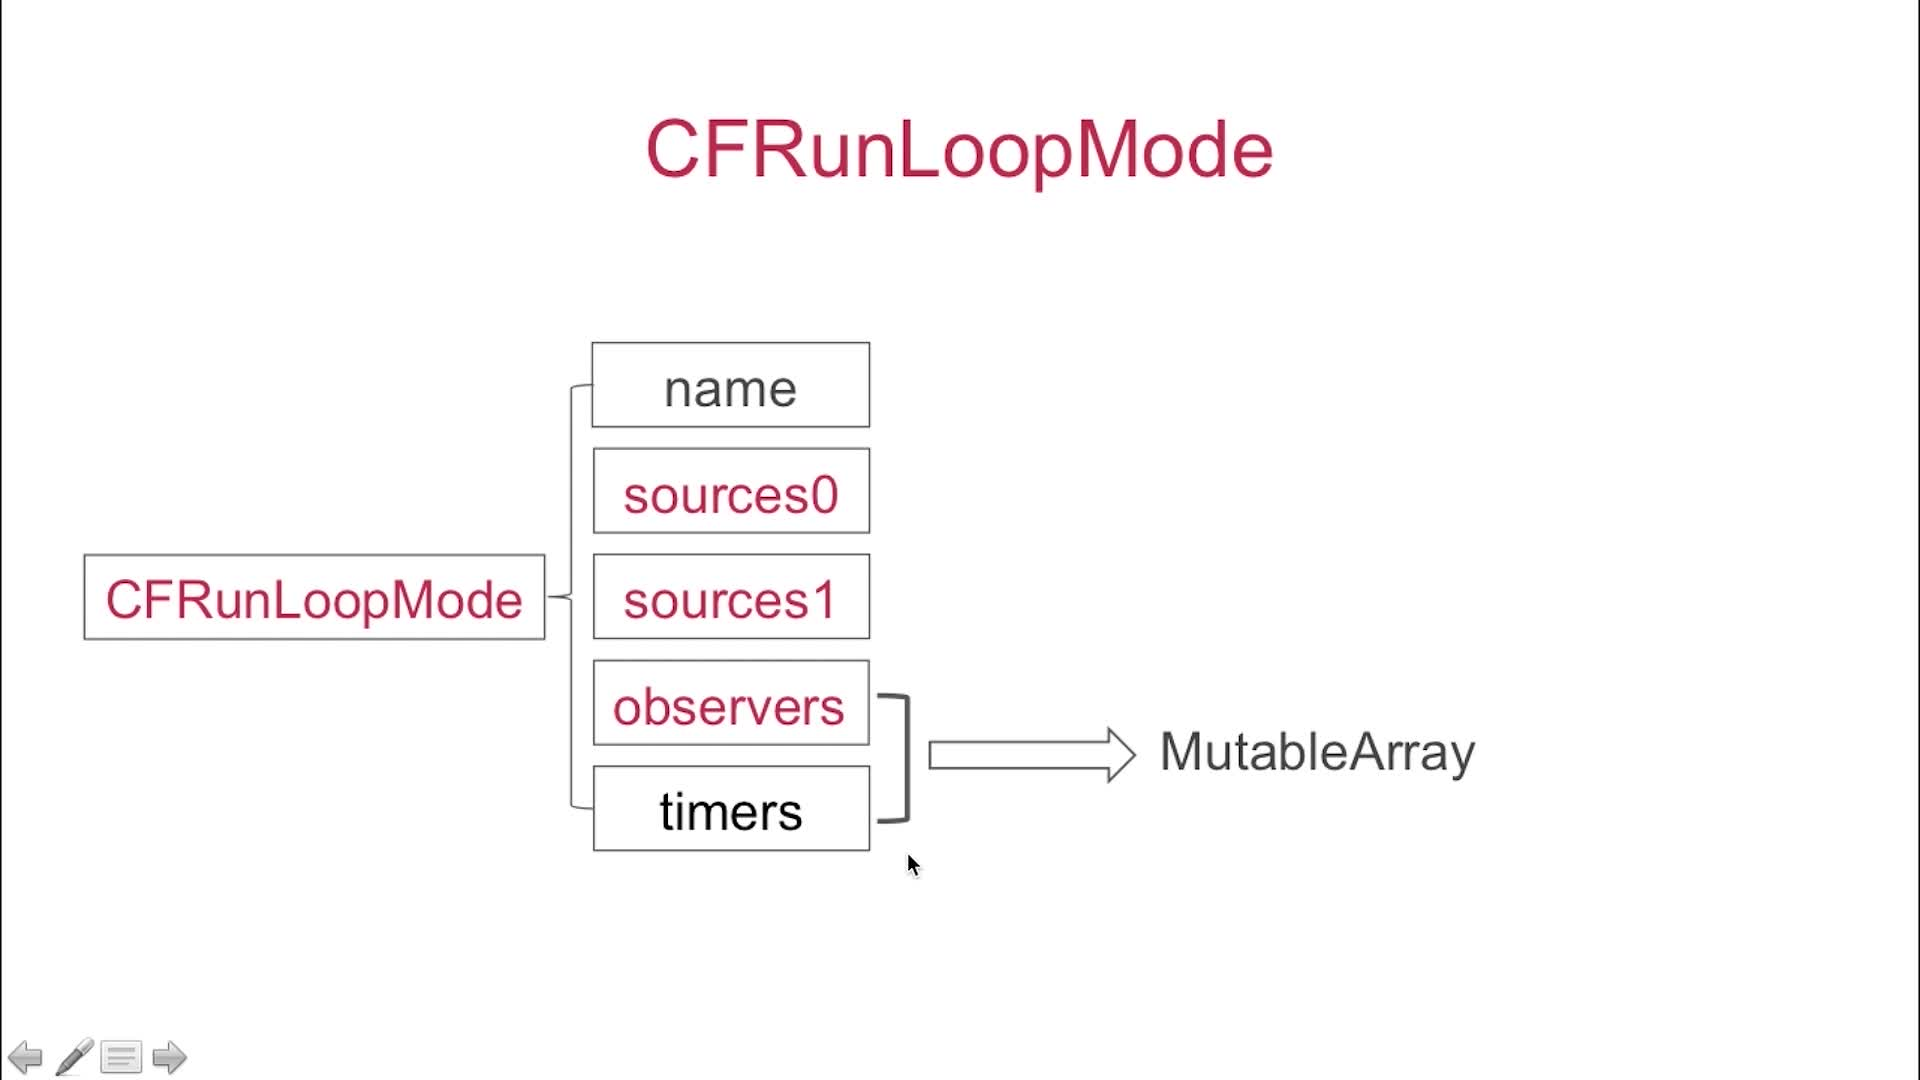 CFRunLoopMode
name
sources0
CFRunLoopMode
sources1
observers
MutableArray
timers